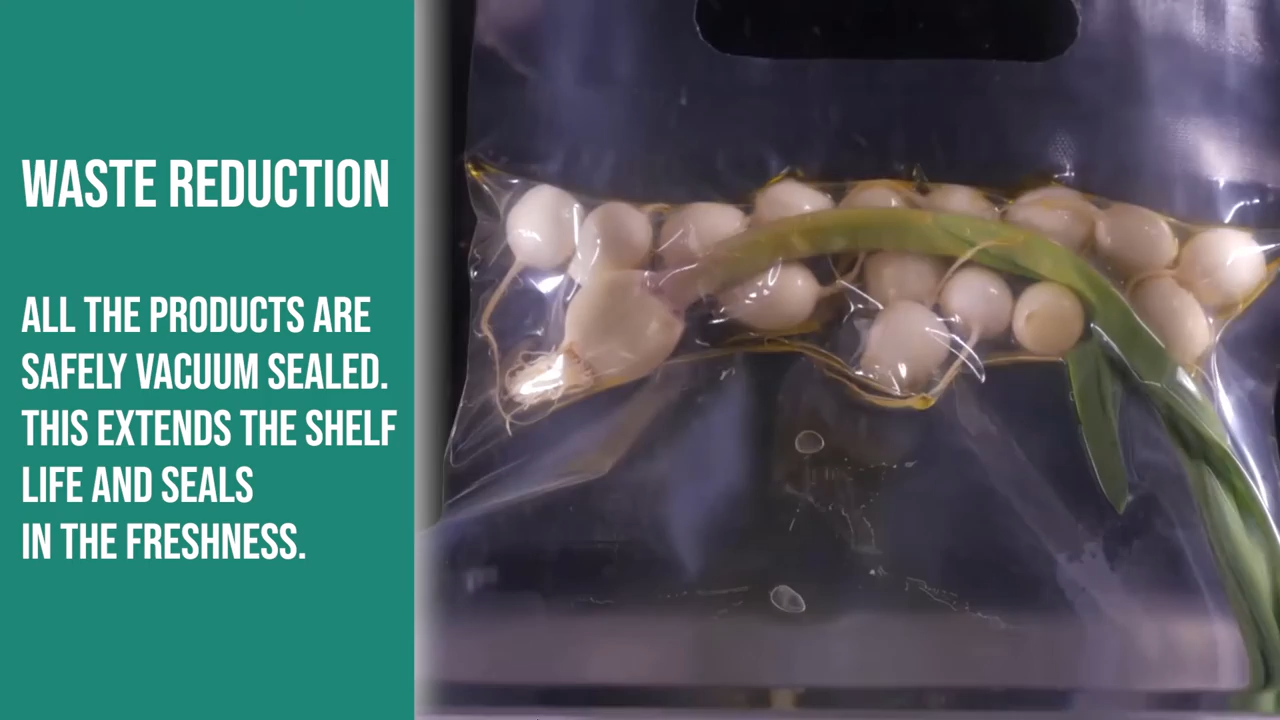 WASTE REDUCTION
ALL THE PRODUCTS ARE
SAFELY VACUUM SEALED.
THIS EXTENDS THE SHELF
LIFE AND SEALS
IN THE FRESHNESS.